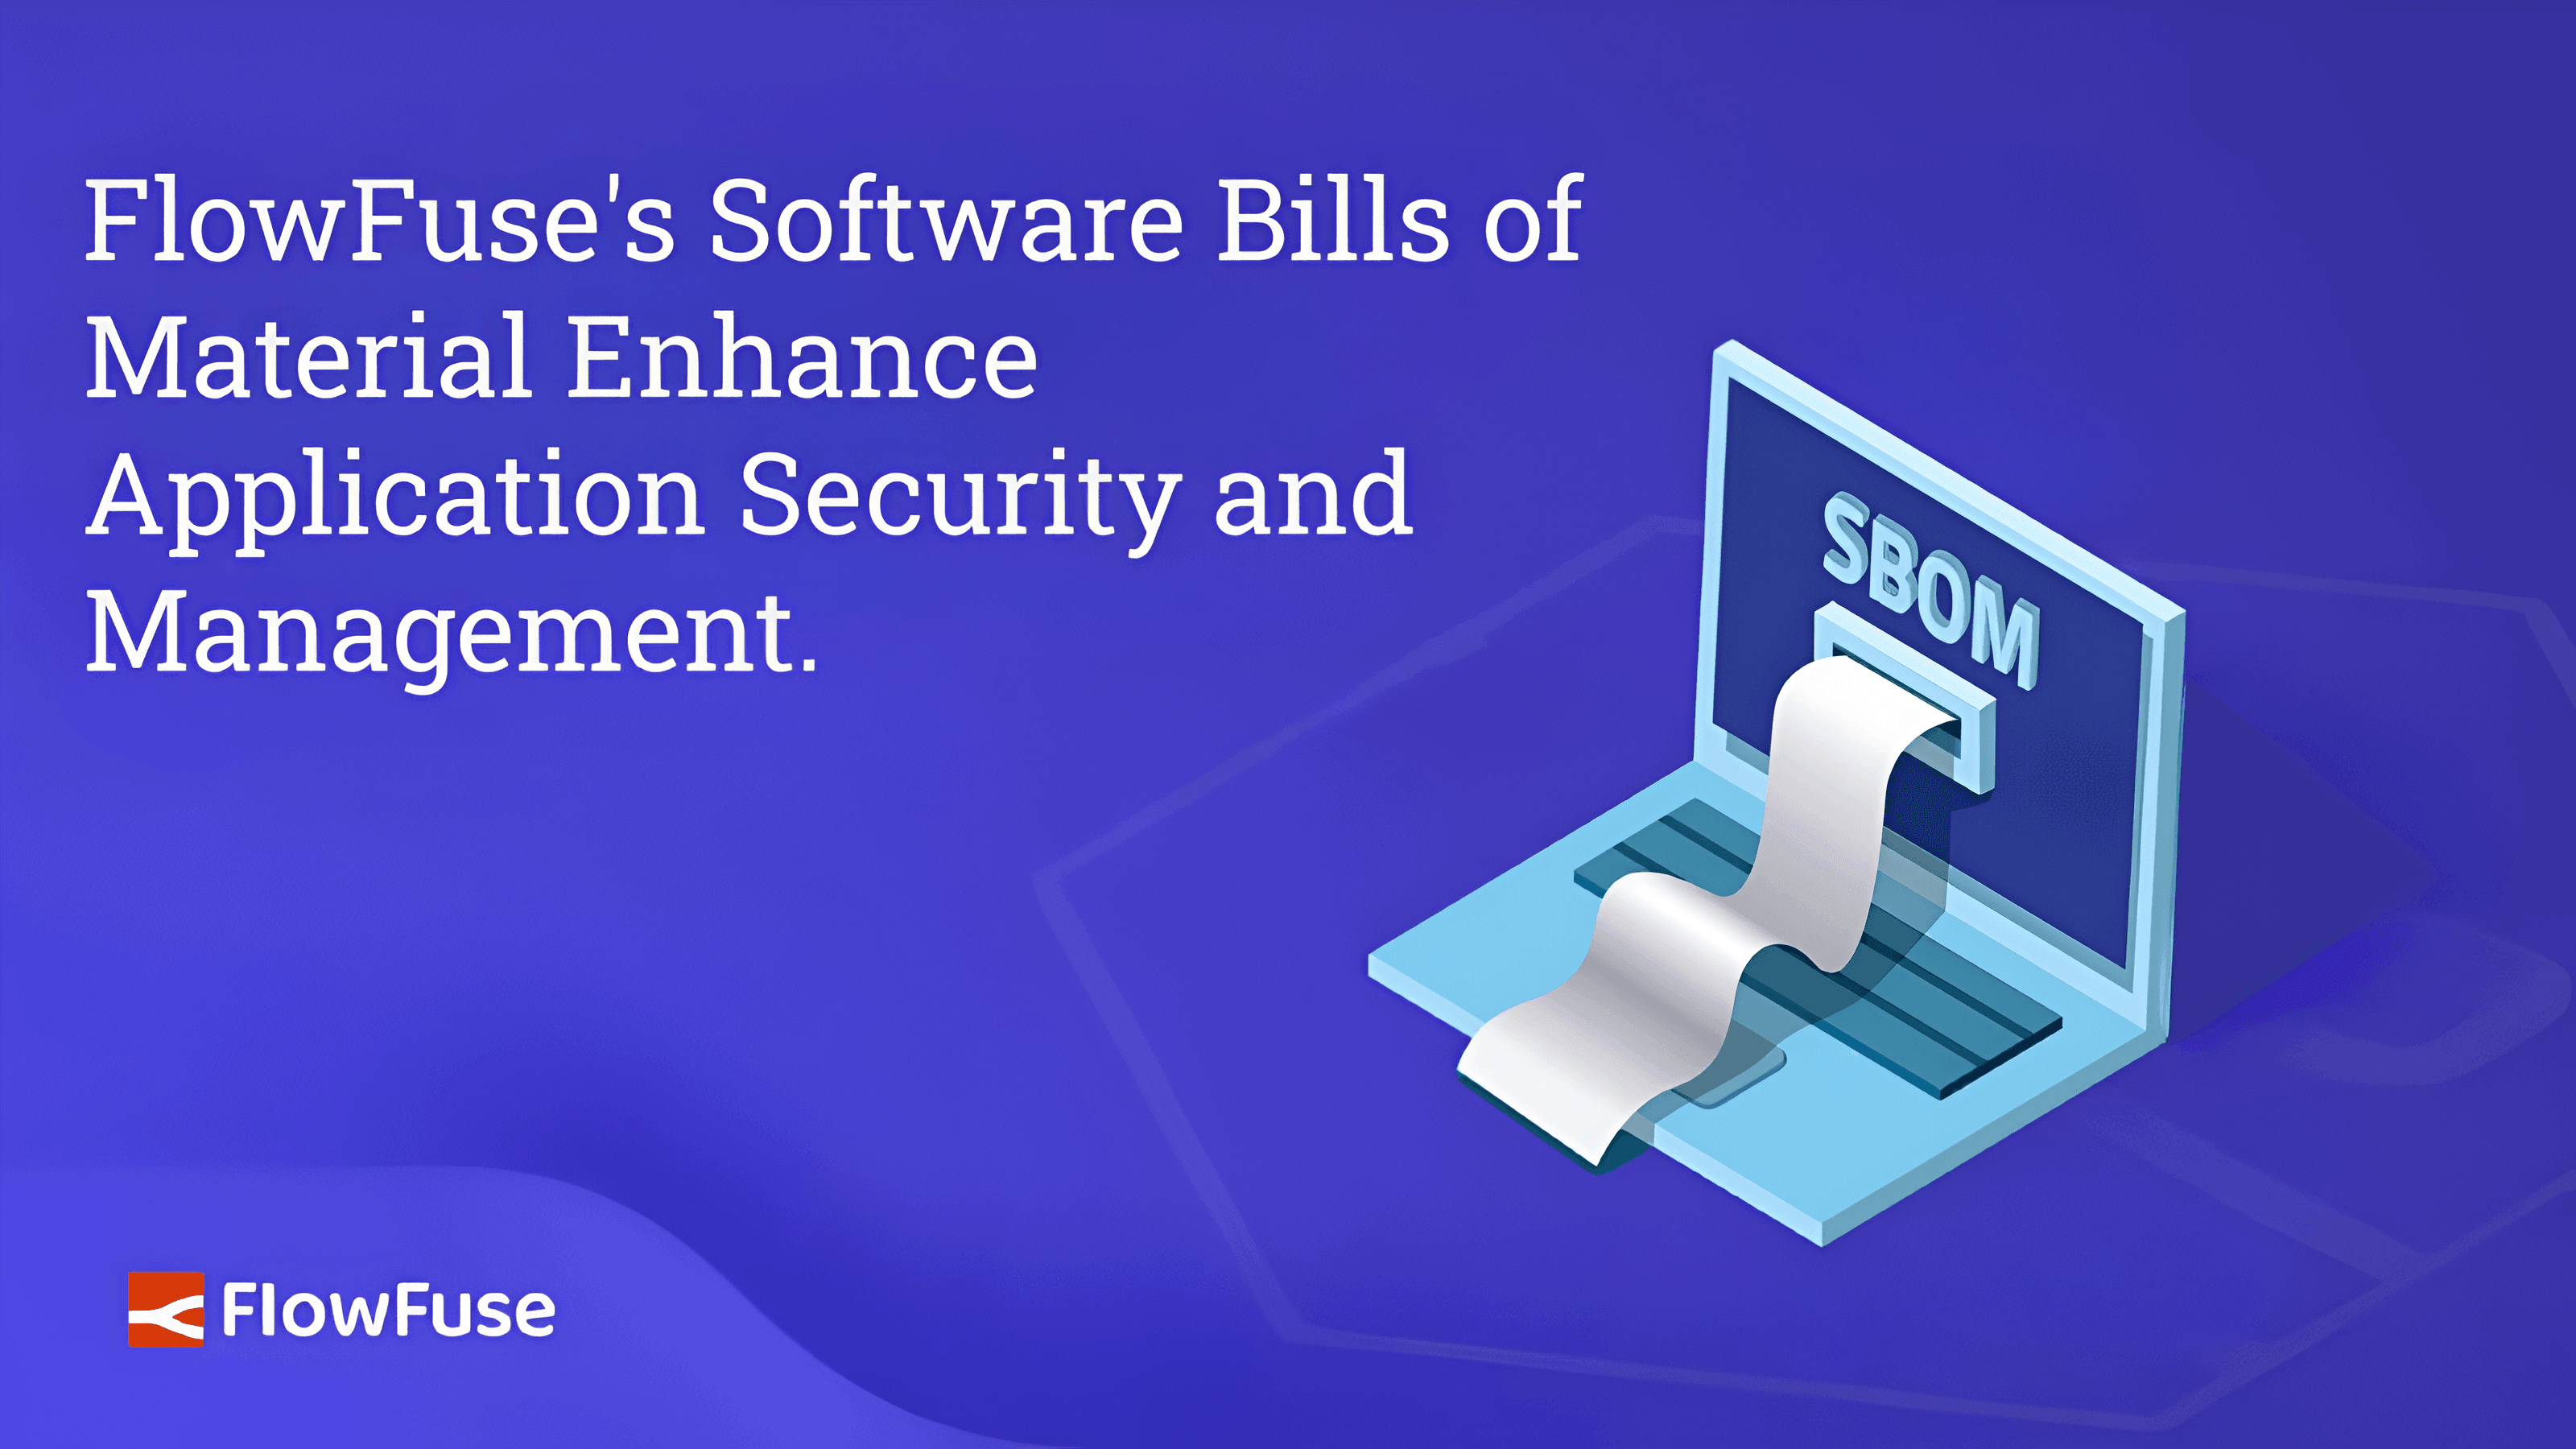 FlowFuse's Software Bills of
Material Enhance
Application Security and
Management.
SBOM
FlowFuse